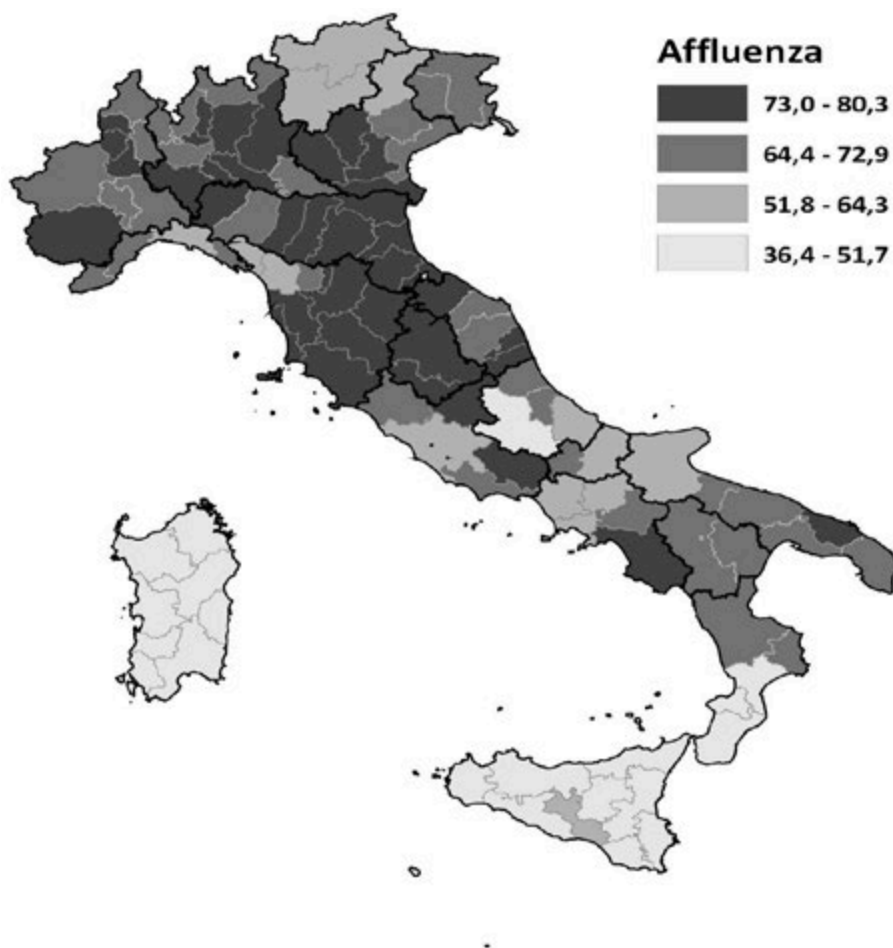 Affluenza
73,0 - 80,3
64,4 - 72,9
51,8 - 64,3
36,4 - 51,7